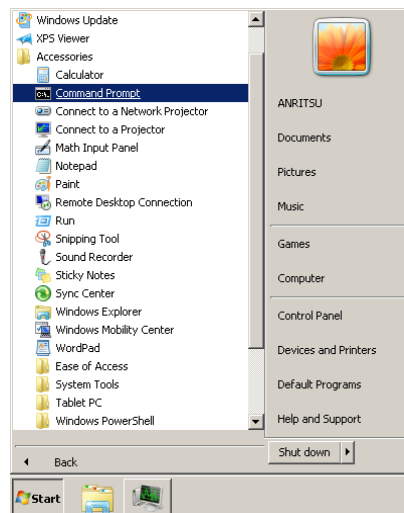 Windows Update
XPS Viewer
Accessories
Calculator
Command Prompt
Connect to a Network Projector
Connect to a Projector
Math Input Panel
Notepad
Paint
Remote Desktop Connection
Run
Snipping Tool
Sound Recorder
Sticky Notes
Sync Center
Windows Explorer
Windows Mobility Center
WordPad
Ease of Access
System Tools
Tablet PC
Windows PowerShell
Back
ANRITSU
Documents
Pictures
Music
Games
Computer
Control Panel
Devices and Printers
Default Programs
Help and Support
Shut down
Start